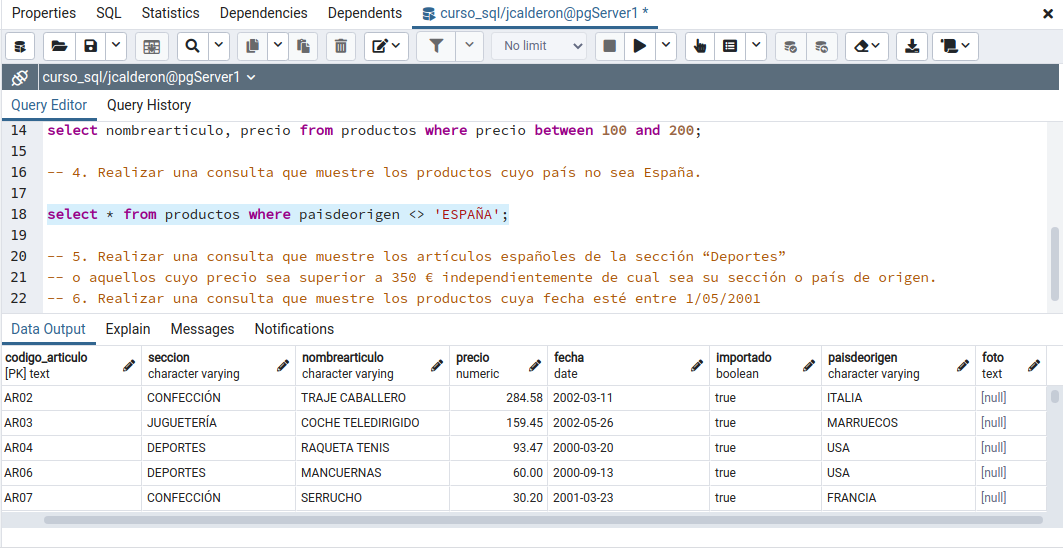 Properties SQL Statistics Dependencies Dependents curso_sql/jcalderon@pgServer1 *
No limit
curso_sql/jcalderon@pgServer1
Query Editor Query History
14 select nombrearticulo, precio from productos where precio between 100 and 200;
15
16 -- 4. Realizar una consulta que muestre los productos cuyo país no sea España.
17
18 select * from productos where paisdeorigen <> 'ESPAÑA';
19
20 -- 5. Realizar una consulta que muestre los artículos españoles de la sección “Deportes”
21 -- o aquellos cuyo precio sea superior a 350 € independientemente de cual sea su sección o país de origen.
22 -- 6. Realizar una consulta que muestre los productos cuya fecha esté entre 1/05/2001
Data Output Explain Messages Notifications
codigo_articulo seccion nombrearticulo precio fecha importado paisdeorigen foto
[PK] text character varying character varying numeric date boolean character varying text
AR02 CONFECCIÓN TRAJE CABALLERO 284.58 2002-03-11 true ITALIA [null]
AR03 JUGUETERÍA COCHE TELEDIRIGIDO 159.45 2002-05-26 true MARRUECOS [null]
AR04 DEPORTES RAQUETA TENIS 93.47 2000-03-20 true USA [null]
AR06 DEPORTES MANCUERNAS 60.00 2000-09-13 true USA [null]
AR07 CONFECCIÓN SERRUCHO 30.20 2001-03-23 true FRANCIA [null]